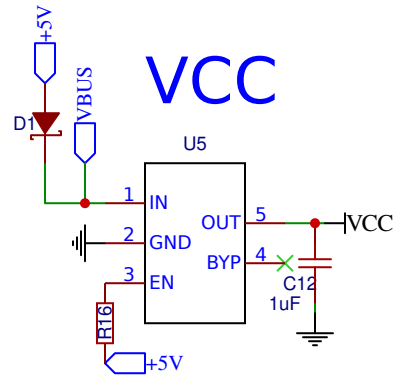 +5V
VCC
VBUS
D1
U5
1 IN
OUT 5
VCC
2 GND
BYP 4
3 EN
C12
1uF
R16
+5V